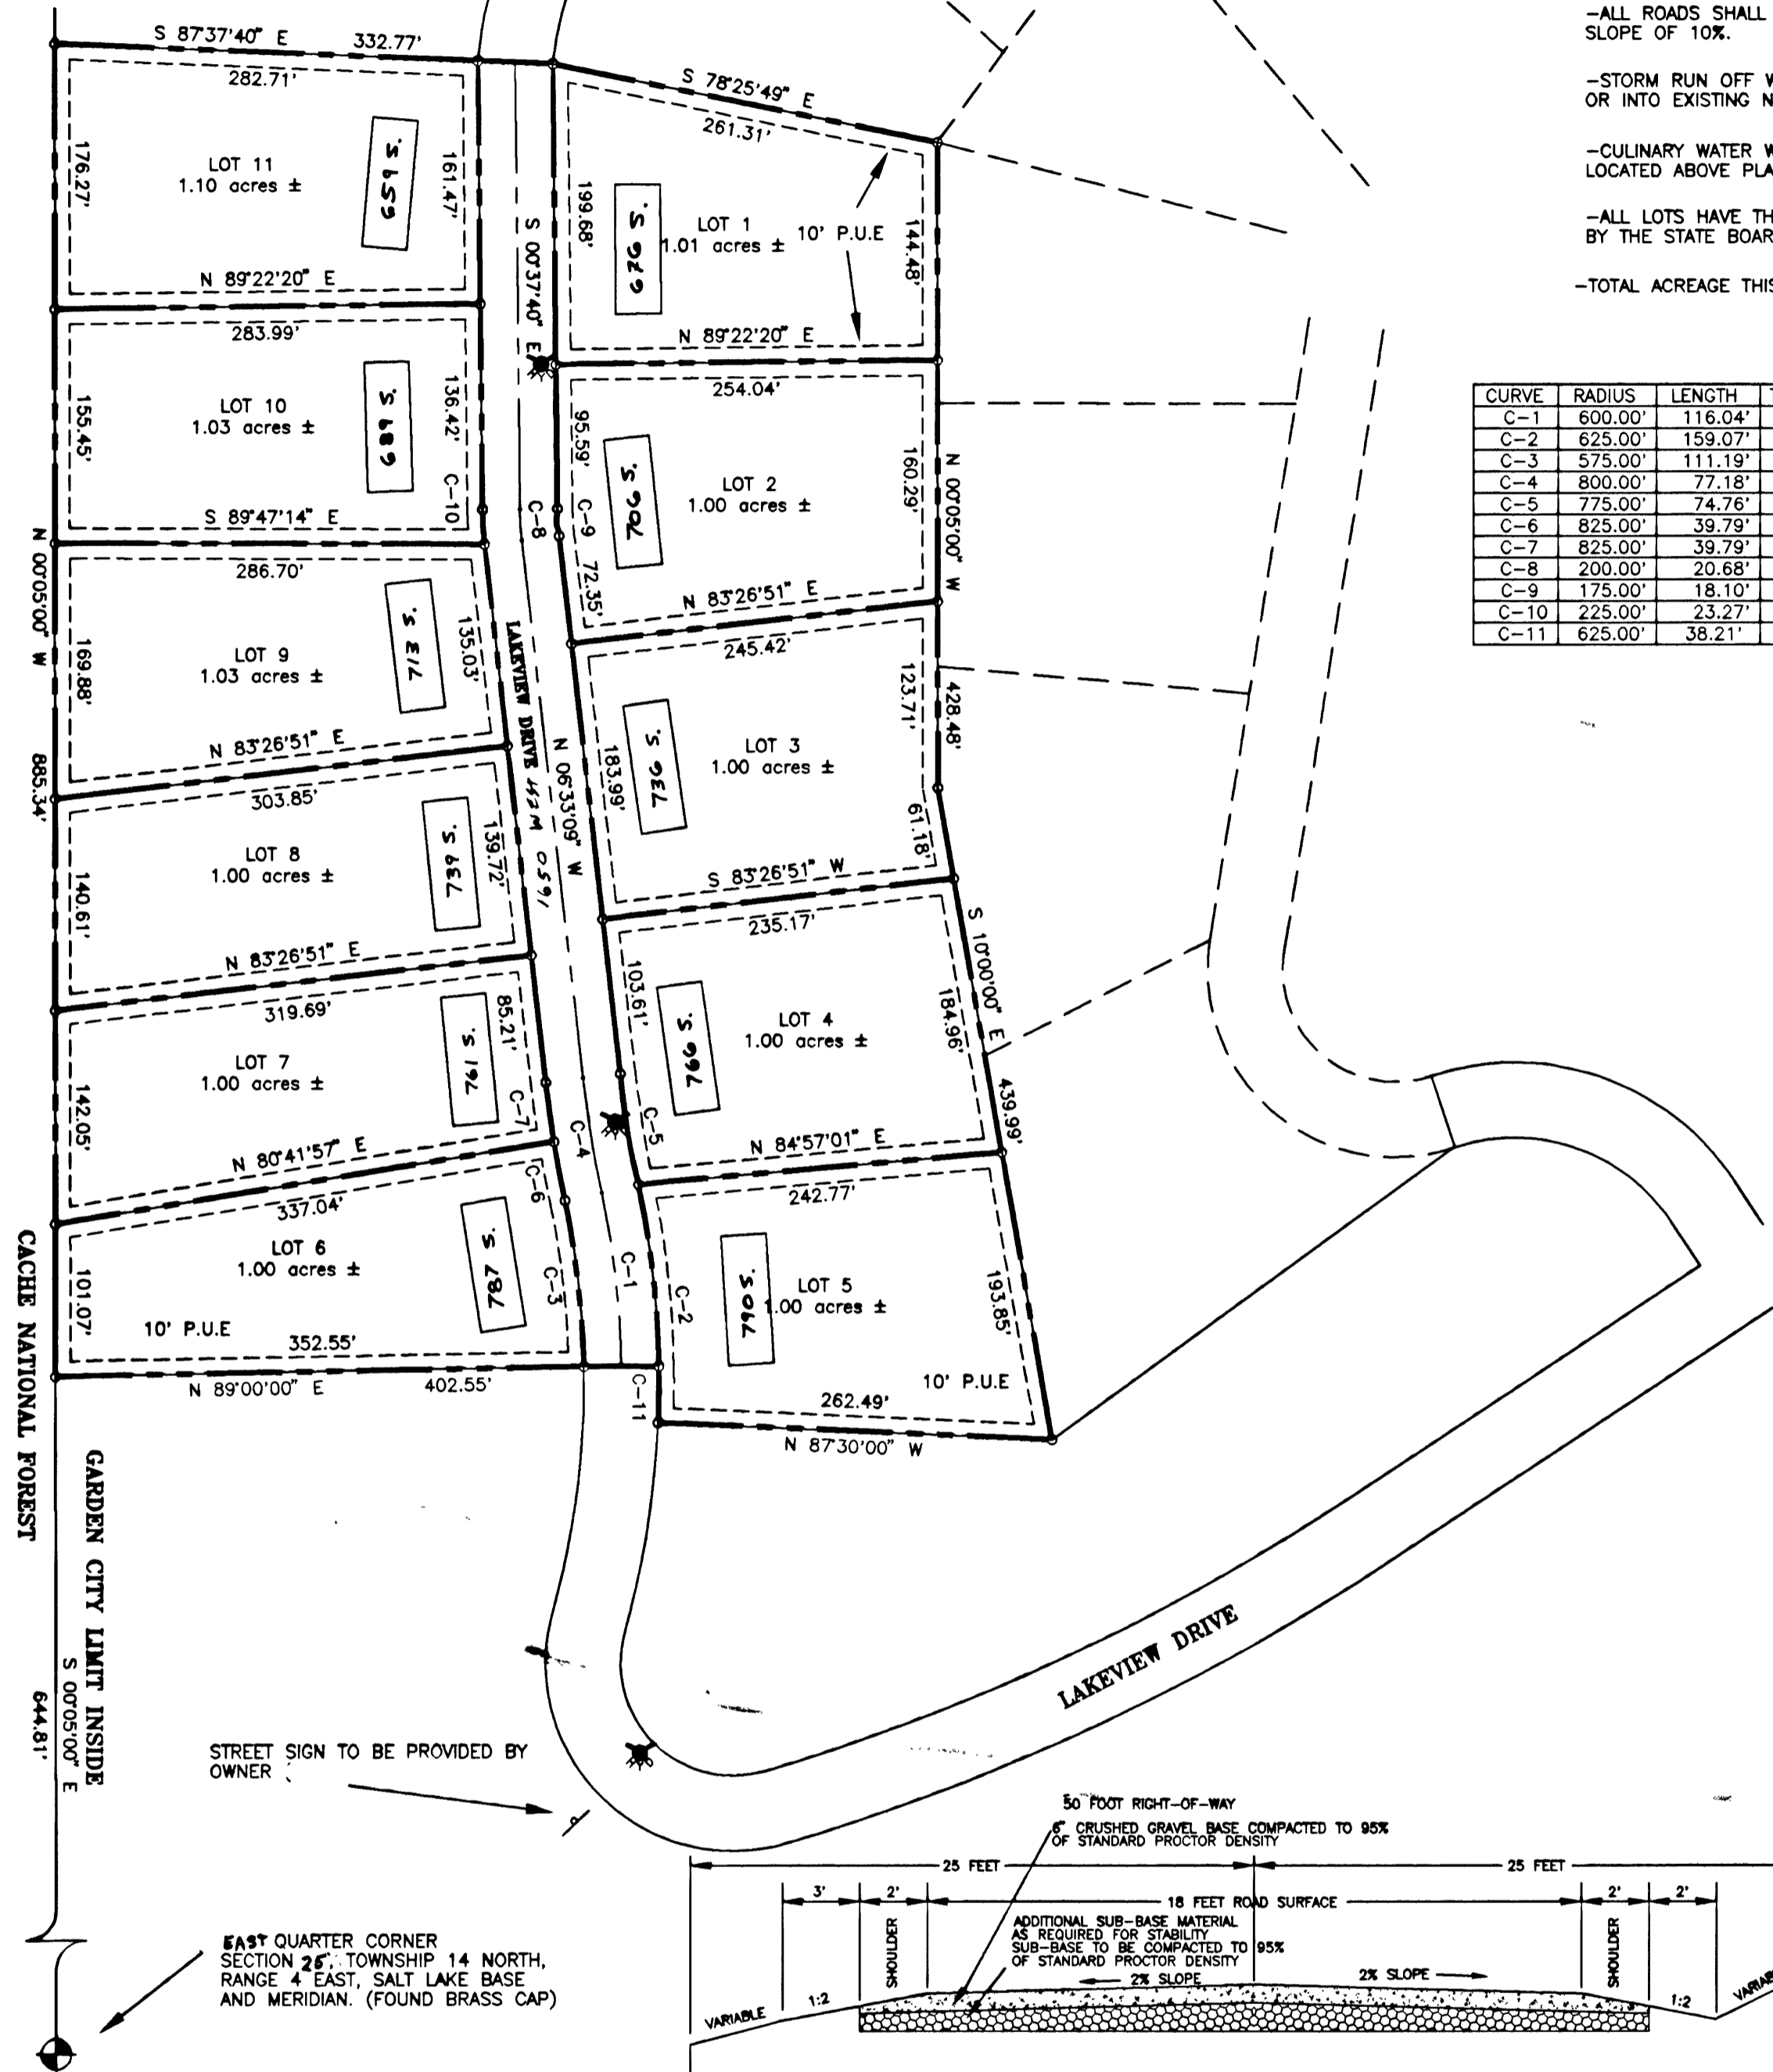 -ALL ROADS SHALL
SLOPE OF 10%.
-STORM RUN OFF W
OR INTO EXISTING N
-CULINARY WATER W
LOCATED ABOVE PLA
-ALL LOTS HAVE TH
BY THE STATE BOAR
-TOTAL ACREAGE THIS
S 87°37'40" E 332.77'
282.71'
176.27'
LOT 11
1.10 acres ±
659 S.
161.47'
N 89°22'20" E
S 78°25'49" E
261.31'
199.68'
679 S.
LOT 1
1.01 acres ±
10' P.U.E
144.48'
N 89°22'20" E
S 00°37'40" E
283.99'
155.45'
LOT 10
1.03 acres ±
689 S.
136.42'
C-10
S 89°47'14" E
254.04'
95.59'
C-9
72.35'
C-8
706 S.
LOT 2
1.00 acres ±
160.29'
N 00°05'00" W
N 83°26'51" E
CURVE RADIUS LENGTH T
C-1 600.00' 116.04'
C-2 625.00' 159.07'
C-3 575.00' 111.19'
C-4 800.00' 77.18'
C-5 775.00' 74.76'
C-6 825.00' 39.79'
C-7 825.00' 39.79'
C-8 200.00' 20.68'
C-9 175.00' 18.10'
C-10 225.00' 23.27'
C-11 625.00' 38.21'
N 00°05'00" W 885.34'
286.70'
169.88'
LOT 9
1.03 acres ±
713 S.
135.03'
N 83°26'51" E
LAKEVIEW DRIVE
1650
N 06°33'09" W
245.42'
183.99'
736 S.
LOT 3
1.00 acres ±
123.71'
61.18'
428.48'
S 83°26'51" W
303.85'
140.61'
LOT 8
1.00 acres ±
739 S.
139.72'
N 83°26'51" E
235.17'
103.61'
766 S.
LOT 4
1.00 acres ±
184.96'
S 10°00'00" E
439.99'
C-5
N 84°57'01" E
319.69'
142.05'
LOT 7
1.00 acres ±
761 S.
85.21'
C-7
C-4
N 80°41'57" E
337.04'
101.07'
LOT 6
1.00 acres ±
787 S.
C-6
C-3
C-1
10' P.U.E
352.55'
N 89°00'00" E 402.55'
242.77'
C-2
790 S.
LOT 5
1.00 acres ±
193.85'
10' P.U.E
262.49'
C-11
N 87°30'00" W
CACHE NATIONAL FOREST
GARDEN CITY LIMIT INSIDE
S 00°05'00" E
644.81'
LAKEVIEW DRIVE
STREET SIGN TO BE PROVIDED BY
OWNER
EAST QUARTER CORNER
SECTION 25, TOWNSHIP 14 NORTH,
RANGE 4 EAST, SALT LAKE BASE
AND MERIDIAN. (FOUND BRASS CAP)
50 FOOT RIGHT-OF-WAY
6" CRUSHED GRAVEL BASE COMPACTED TO 95%
OF STANDARD PROCTOR DENSITY
25 FEET 25 FEET
3' 2' 18 FEET ROAD SURFACE 2' 2'
SHOULDER
ADDITIONAL SUB-BASE MATERIAL
AS REQUIRED FOR STABILITY
SUB-BASE TO BE COMPACTED TO 95%
OF STANDARD PROCTOR DENSITY
SHOULDER
2% SLOPE 2% SLOPE
VARIABLE 1:2 1:2 VARIAB